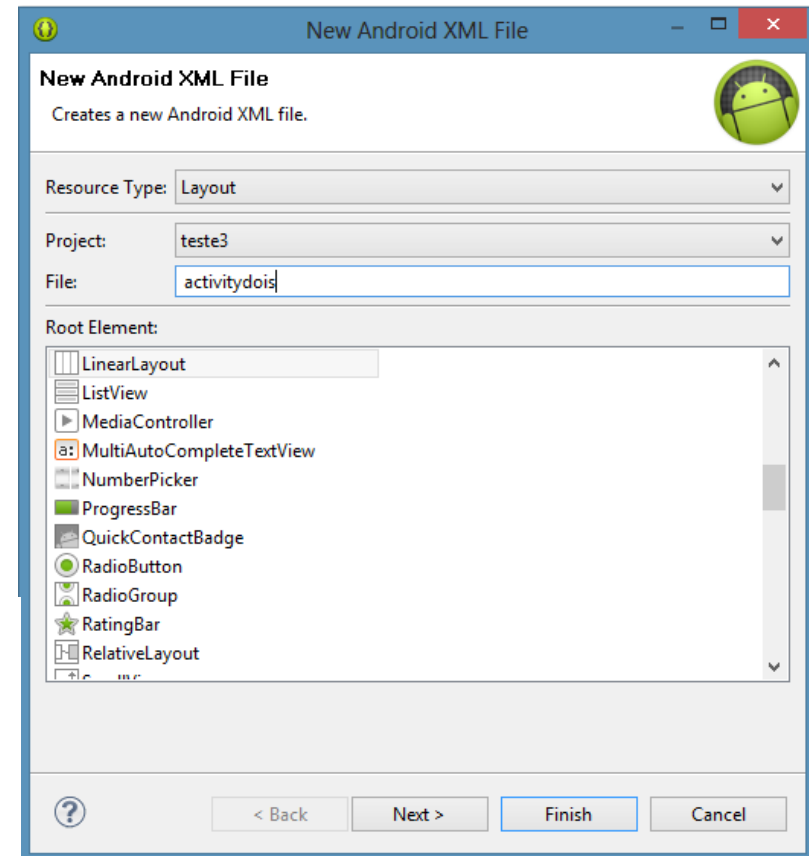 New Android XML File
New Android XML File
Creates a new Android XML file.
Resource Type: Layout
Project: teste3
File: activitydois
Root Element:
LinearLayout
ListView
MediaController
a: MultiAutoCompleteTextView
NumberPicker
ProgressBar
QuickContactBadge
RadioButton
RadioGroup
RatingBar
RelativeLayout
? < Back Next > Finish Cancel